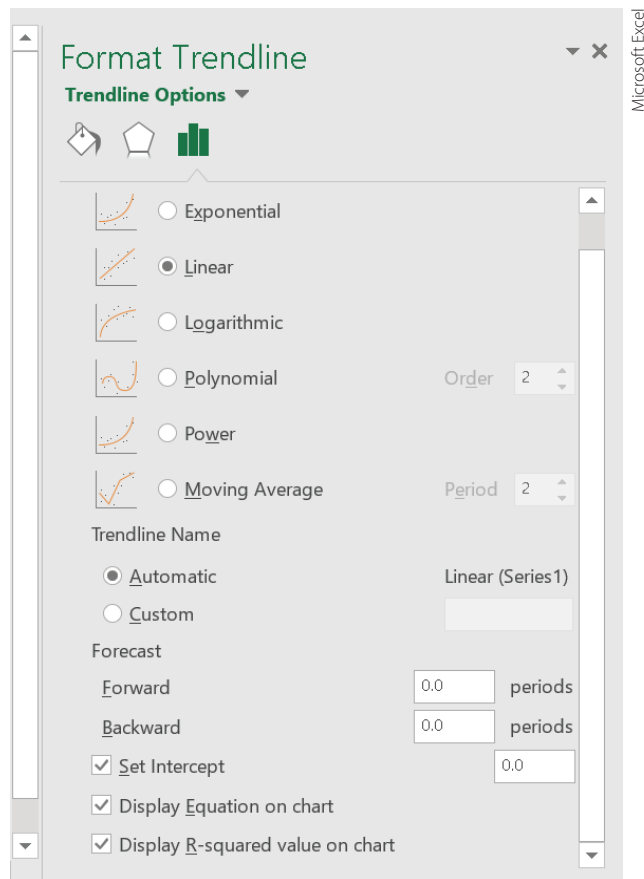 Microsoft Excel
Format Trendline
Trendline Options
Exponential
Linear
Logarithmic
Polynomial Order 2
Power
Moving Average Period 2
Trendline Name
Automatic Linear (Series1)
Custom
Forecast
Forward 0.0 periods
Backward 0.0 periods
Set Intercept 0.0
Display Equation on chart
Display R-squared value on chart